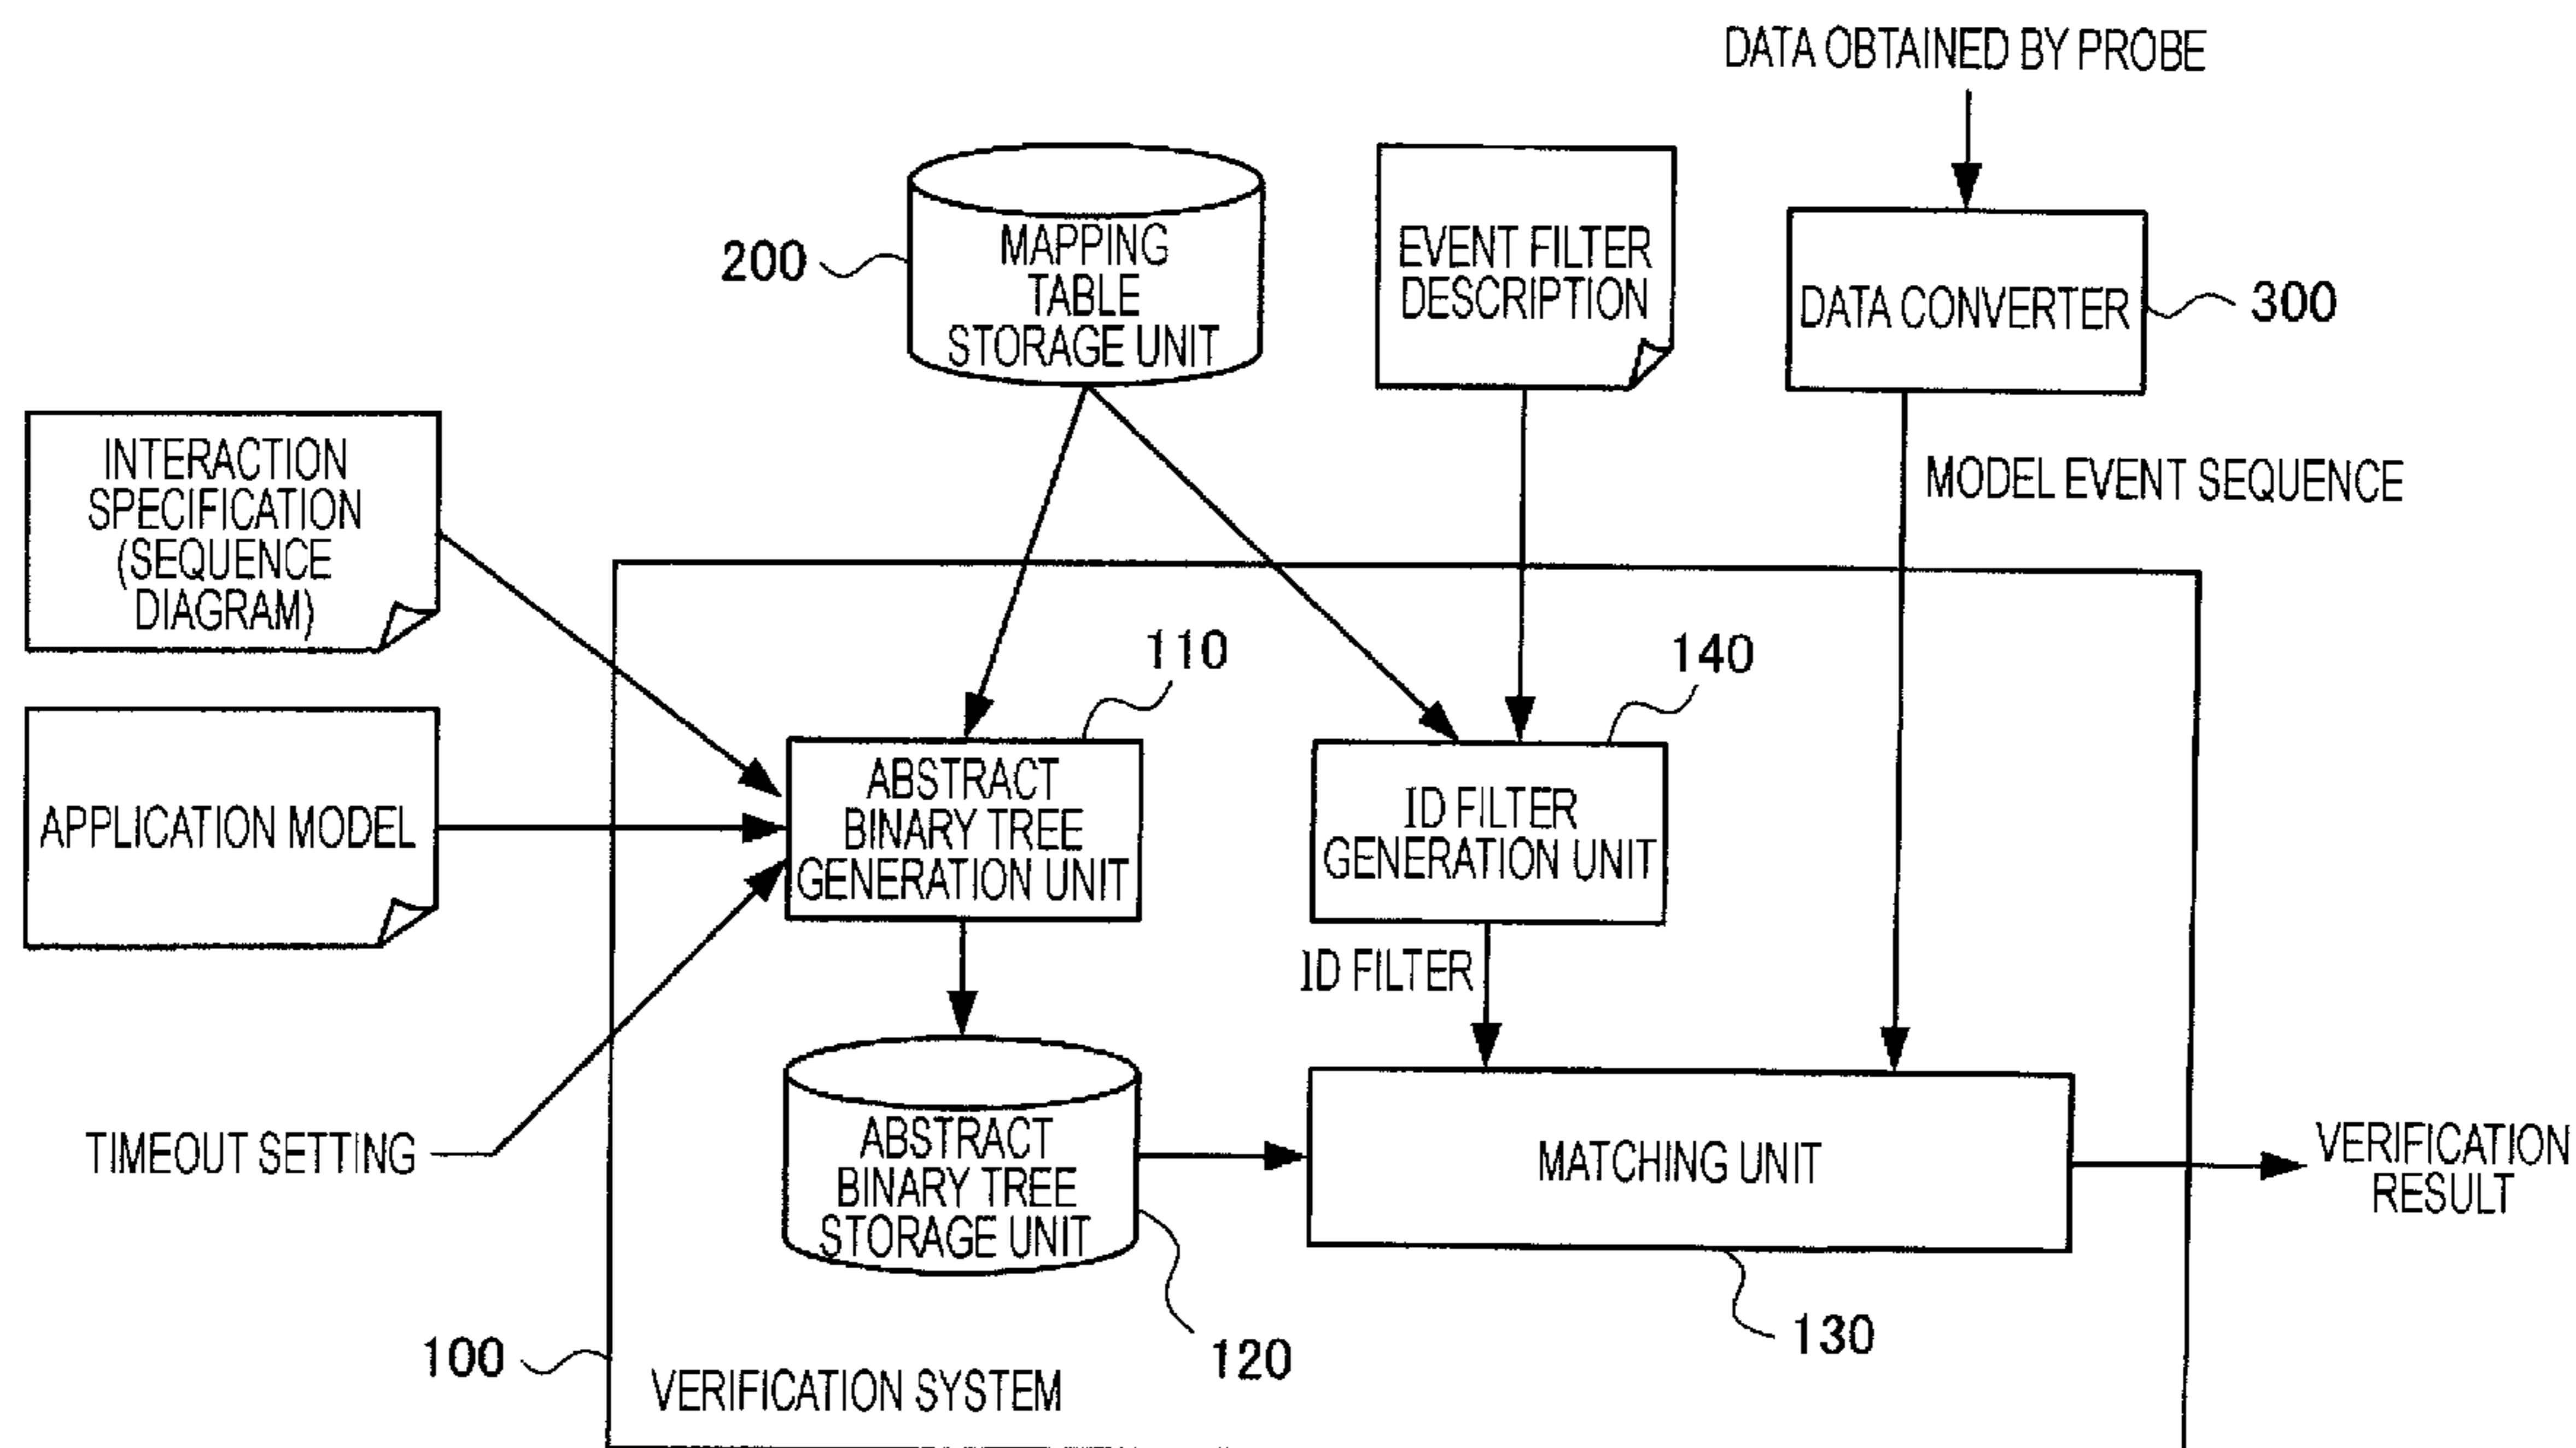 DATA OBTAINED BY PROBE
200
MAPPING
TABLE
STORAGE UNIT
EVENT FILTER
DESCRIPTION
DATA CONVERTER
300
INTERACTION
SPECIFICATION
(SEQUENCE
DIAGRAM)
MODEL EVENT SEQUENCE
110
140
APPLICATION MODEL
ABSTRACT
BINARY TREE
GENERATION UNIT
ID FILTER
GENERATION UNIT
ID FILTER
TIMEOUT SETTING
ABSTRACT
BINARY TREE
STORAGE UNIT
MATCHING UNIT
VERIFICATION
RESULT
100
120
130
VERIFICATION SYSTEM